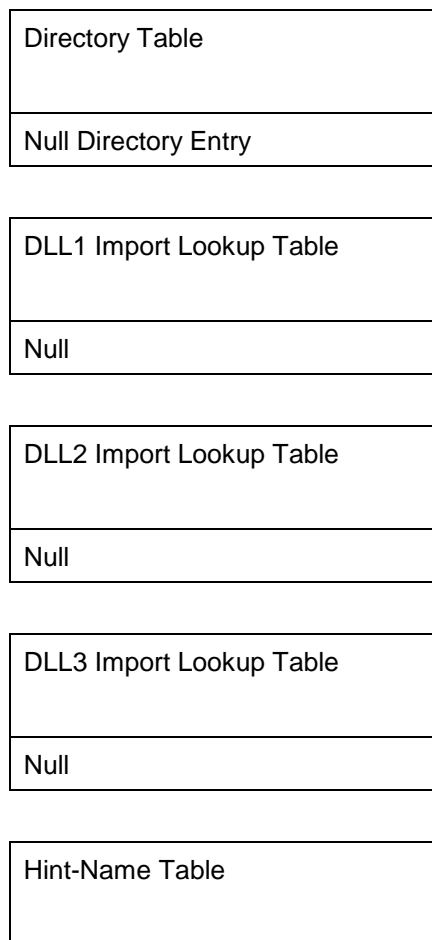 Directory Table
Null Directory Entry
DLL1 Import Lookup Table
Null
DLL2 Import Lookup Table
Null
DLL3 Import Lookup Table
Null
Hint-Name Table